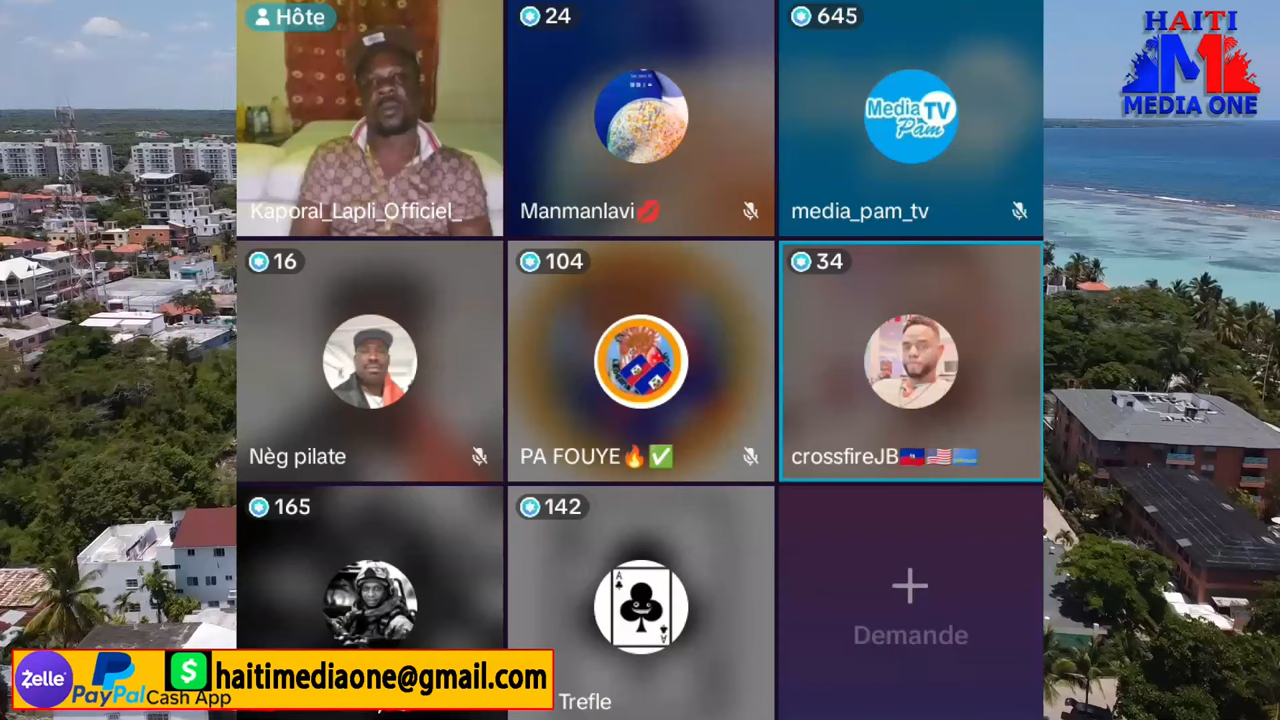 Hôte
24
645
HAITI
M
MEDIA ONE
Media TV
Pam
Kaporal_Lapli_Officiel_
Manmanlavi💋
media_pam_tv
16
104
34
Nèg pilate
PA FOUYE🔥✅
crossfireJB🇭🇹🇺🇸🇦🇼
165
142
A
A
Demande
Zelle
PayPal
$
Cash App
haitimediaone@gmail.com
Trefle